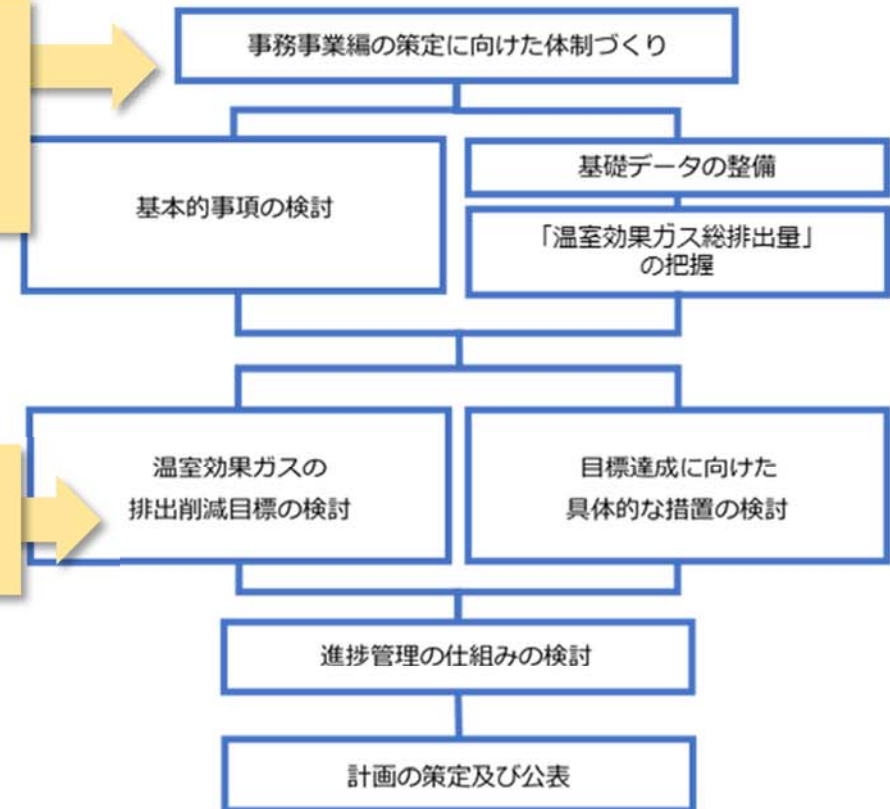 事務事業編の策定に向けた体制づくり
基本的事項の検討
基礎データの整備
「温室効果ガス総排出量」
の把握
温室効果ガスの
排出削減目標の検討
目標達成に向けた
具体的な措置の検討
進捗管理の仕組みの検討
計画の策定及び公表